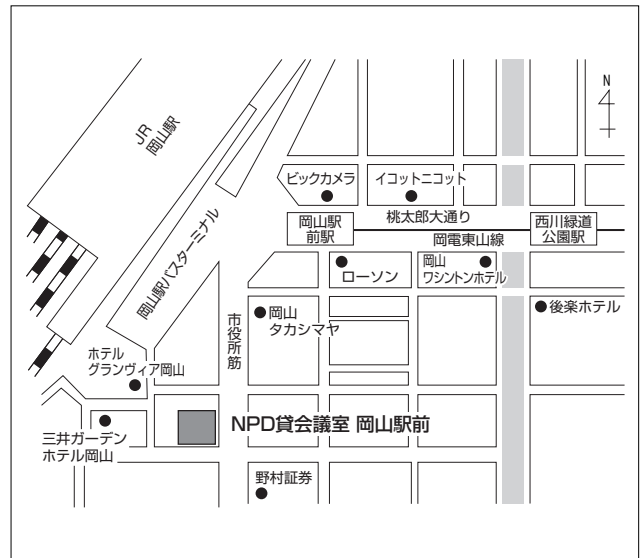 N
JR
岡山駅
ビックカメラ
イコットニコット
桃太郎大通り
岡山駅
前駅
西川緑道
公園駅
岡電東山線
岡山駅バスターミナル
ローソン
岡山
ワシントンホテル
市役所筋
岡山
タカシマヤ
後楽ホテル
ホテル
グランヴィア岡山
NPD貸会議室 岡山駅前
三井ガーデン
ホテル岡山
野村証券